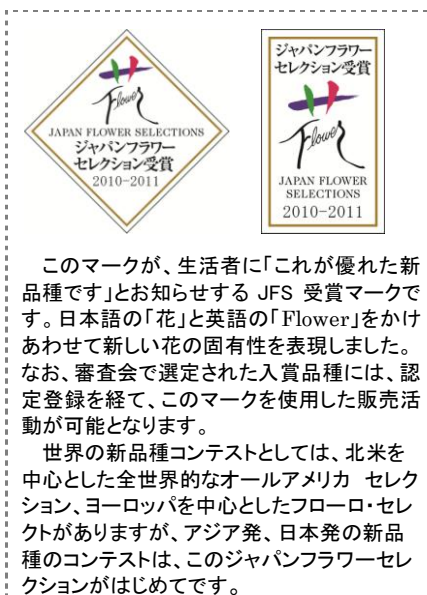 Flower
JAPAN FLOWER SELECTIONS
ジャパンフラワー
セレクション受賞
2010-2011
ジャパンフラワー
セレクション受賞
Flower
JAPAN FLOWER
SELECTIONS
2010-2011
このマークが、生活者に「これが優れた新
品種です」とお知らせする JFS 受賞マークで
す。日本語の「花」と英語の「Flower」をかけ
あわせて新しい花の固有性を表現しました。
なお、審査会で選定された入賞品種には、認
定登録を経て、このマークを使用した販売活
動が可能となります。
世界の新品種コンテストとしては、北米を
中心とした全世界的なオールアメリカ セレク
ション、ヨーロッパを中心としたフローロ・セレ
クトがありますが、アジア発、日本発の新品
種のコンテストは、このジャパンフラワーセレ
クションがはじめてです。